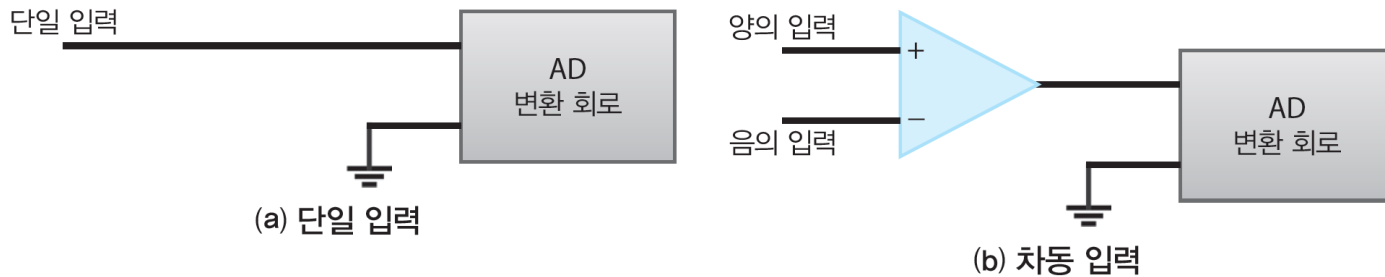 단일 입력
AD
변환 회로
(a) 단일 입력
양의 입력
+
음의 입력
−
AD
변환 회로
(b) 차동 입력